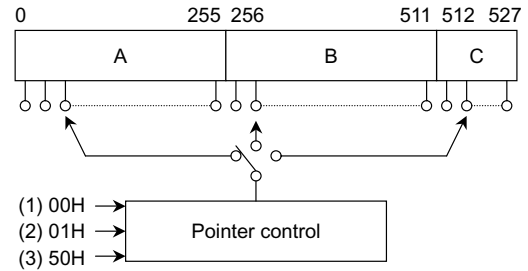 0 255 256 511 512 527
A B C
(1) 00H
(2) 01H
(3) 50H
Pointer control